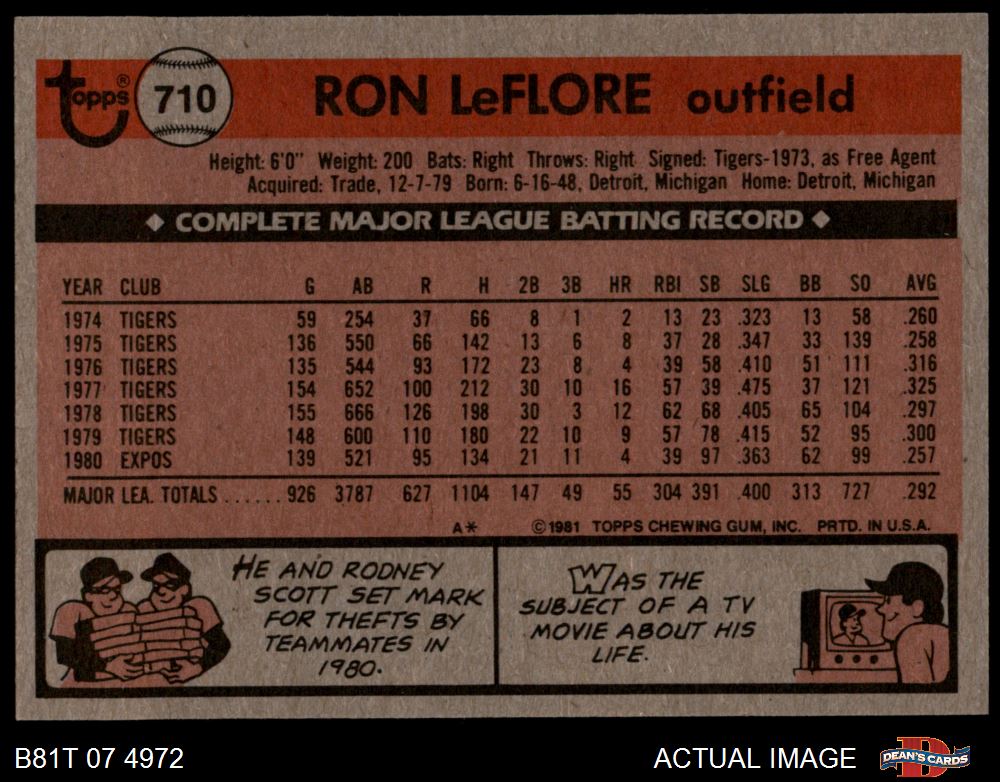 topps® 710 RON LeFLORE outfield
Height: 6'0" Weight: 200 Bats: Right Throws: Right Signed: Tigers-1973, as Free Agent
Acquired: Trade, 12-7-79 Born: 6-16-48, Detroit, Michigan Home: Detroit, Michigan
◆ COMPLETE MAJOR LEAGUE BATTING RECORD ◆
YEAR CLUB G AB R H 2B 3B HR RBI SB SLG BB SO AVG
1974 TIGERS 59 254 37 66 8 1 2 13 23 .323 13 58 .260
1975 TIGERS 136 550 66 142 13 6 8 37 28 .347 33 139 .258
1976 TIGERS 135 544 93 172 23 8 4 39 58 .410 51 111 .316
1977 TIGERS 154 652 100 212 30 10 16 57 39 .475 37 121 .325
1978 TIGERS 155 666 126 198 30 3 12 62 68 .405 65 104 .297
1979 TIGERS 148 600 110 180 22 10 9 57 78 .415 52 95 .300
1980 EXPOS 139 521 95 134 21 11 4 39 97 .363 62 99 .257
MAJOR LEA. TOTALS ...... 926 3787 627 1104 147 49 55 304 391 .400 313 727 .292
A* ©1981 TOPPS CHEWING GUM, INC. PRTD. IN U.S.A.
HE AND RODNEY
SCOTT SET MARK
FOR THEFTS BY
TEAMMATES IN
1980.
WAS THE
SUBJECT OF A TV
MOVIE ABOUT HIS
LIFE.
B81T 07 4972 ACTUAL IMAGE DEAN'S CARDS